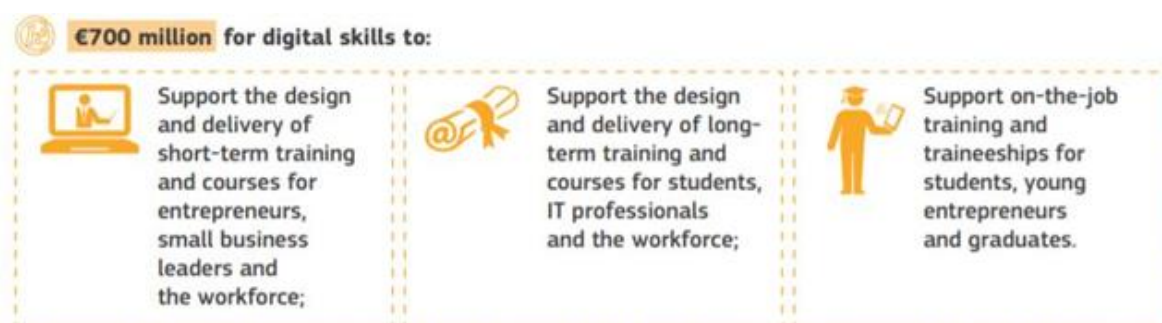 €700 million for digital skills to:
Support the design
and delivery of
short-term training
and courses for
entrepreneurs,
small business
leaders and
the workforce;
@
Support the design
and delivery of long-
term training and
courses for students,
IT professionals
and the workforce;
Support on-the-job
training and
traineeships for
students, young
entrepreneurs
and graduates.